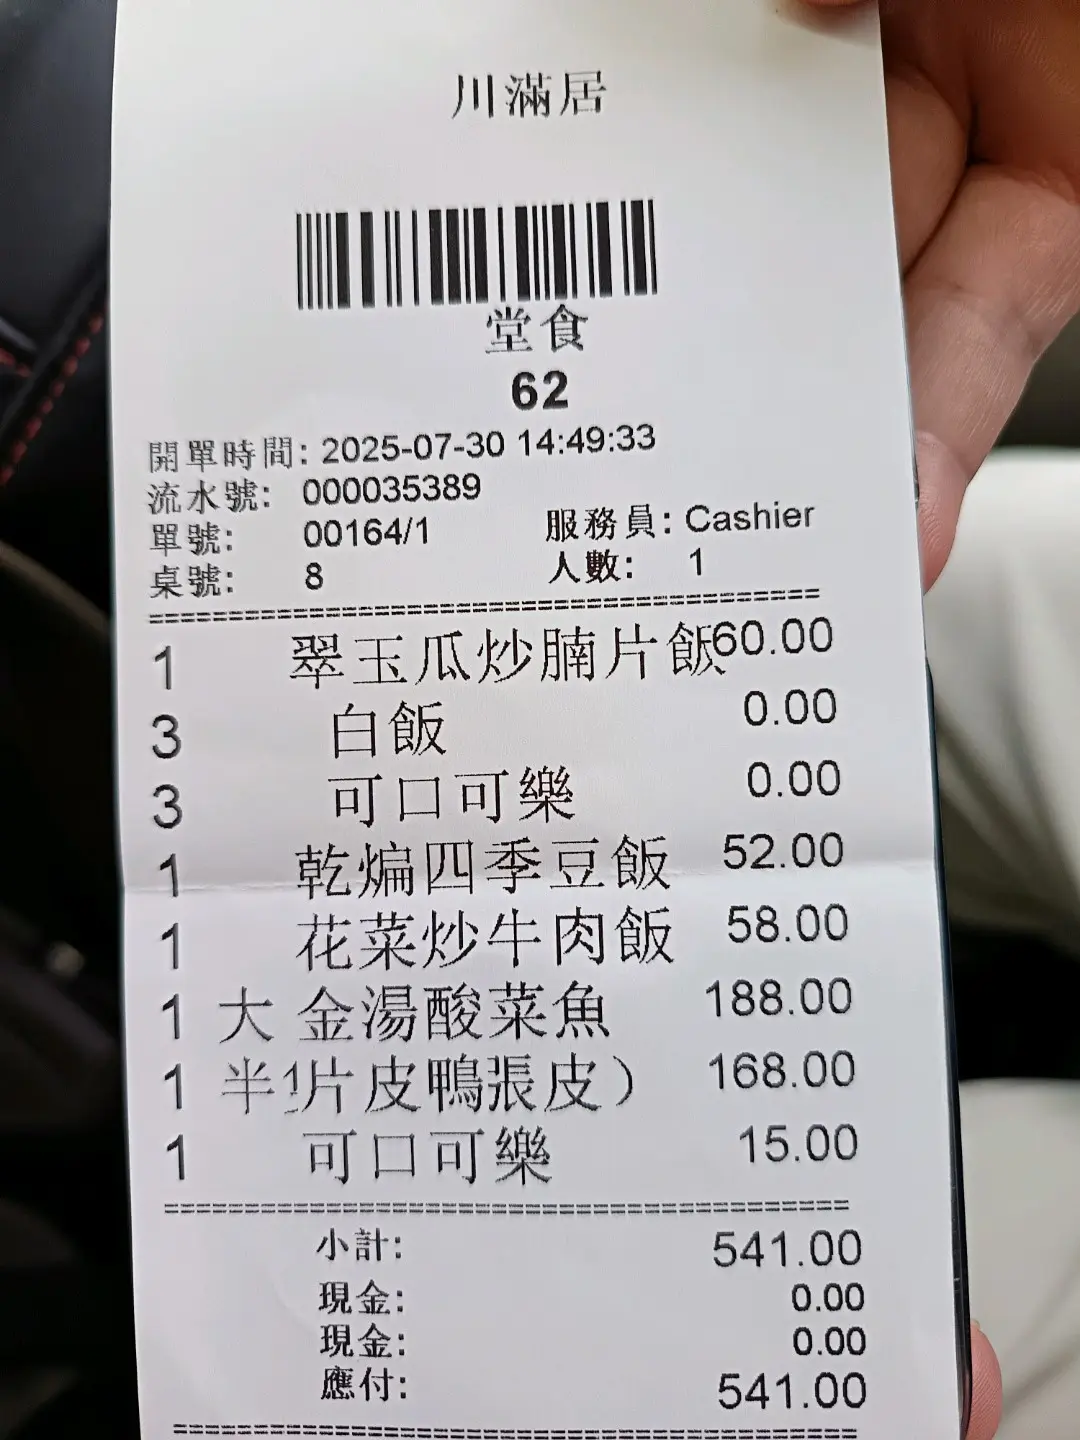 川滿居
堂食
62
開單時間: 2025-07-30 14:49:33
流水號: 000035389
單號: 00164/1 服務員: Cashier
桌號: 8 人數: 1
1 翠玉瓜炒腩片飯 60.00
3 白飯 0.00
3 可口可樂 0.00
1 乾煸四季豆飯 52.00
1 花菜炒牛肉飯 58.00
1 大 金湯酸菜魚 188.00
1 半 片皮鴨張皮） 168.00
1 可口可樂 15.00
小計: 541.00
現金: 0.00
現金: 0.00
應付: 541.00